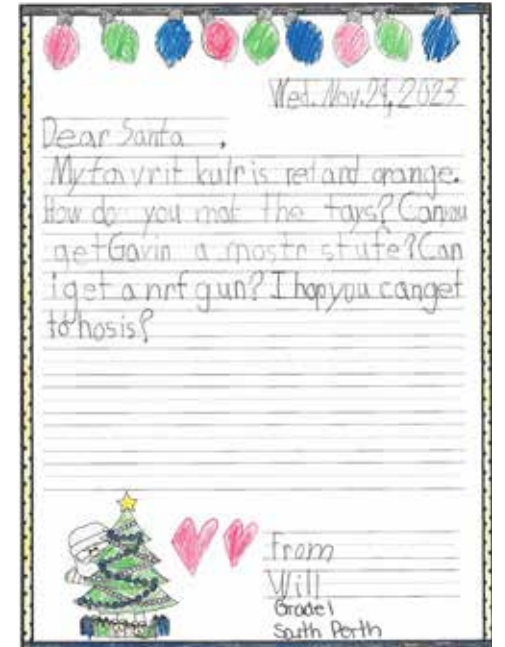 Wed. Nov. 29, 2023
Dear Santa ,
My favvrit kulr is ret and orange.
How do you mak the tays? Can you
get Gavin a mostr stufe? Can
i get a nrf gun? I hop you can get
to hosis?
From
Will
Grade 1
South Perth